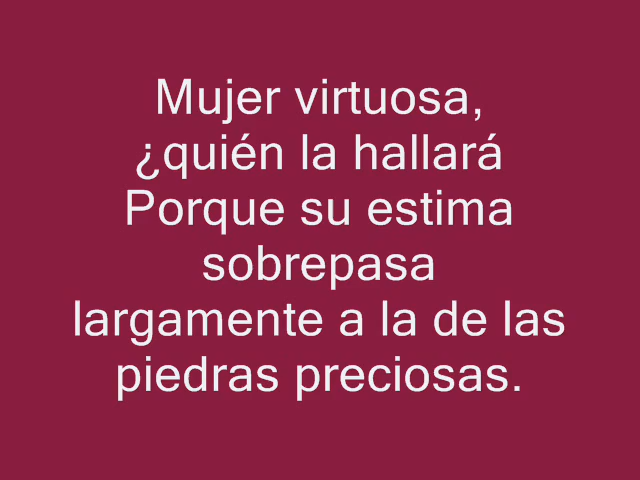 Mujer virtuosa,
¿quién la hallará
Porque su estima
sobrepasa
largamente a la de las
piedras preciosas.